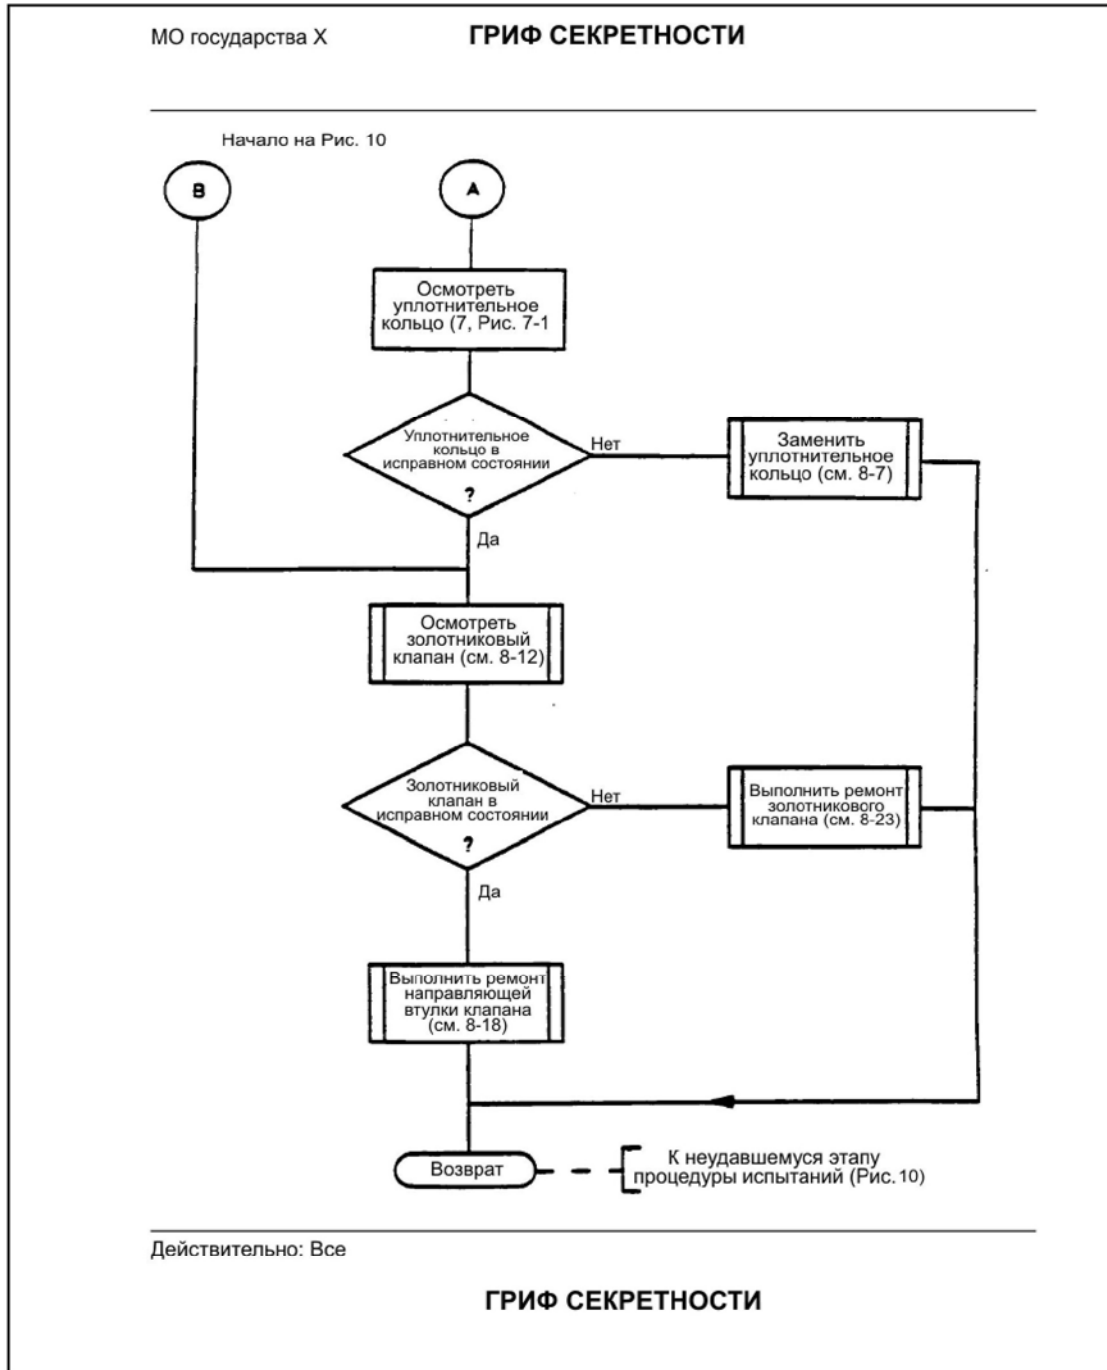 МО государства X
ГРИФ СЕКРЕТНОСТИ
Начало на Рис. 10
B
A
Осмотреть
уплотнительное
кольцо (7, Рис. 7-1
Уплотнительное
кольцо в
исправном состоянии
?
Нет
Заменить
уплотнительное
кольцо (см. 8-7)
Да
Осмотреть
золотниковый
клапан (см. 8-12)
Золотниковый
клапан в
исправном состоянии
?
Нет
Выполнить ремонт
золотникового
клапана (см. 8-23)
Да
Выполнить ремонт
направляющей
втулки клапана
(см. 8-18)
Возврат
К неудавшемуся этапу
процедуры испытаний (Рис. 10)
Действительно: Все
ГРИФ СЕКРЕТНОСТИ